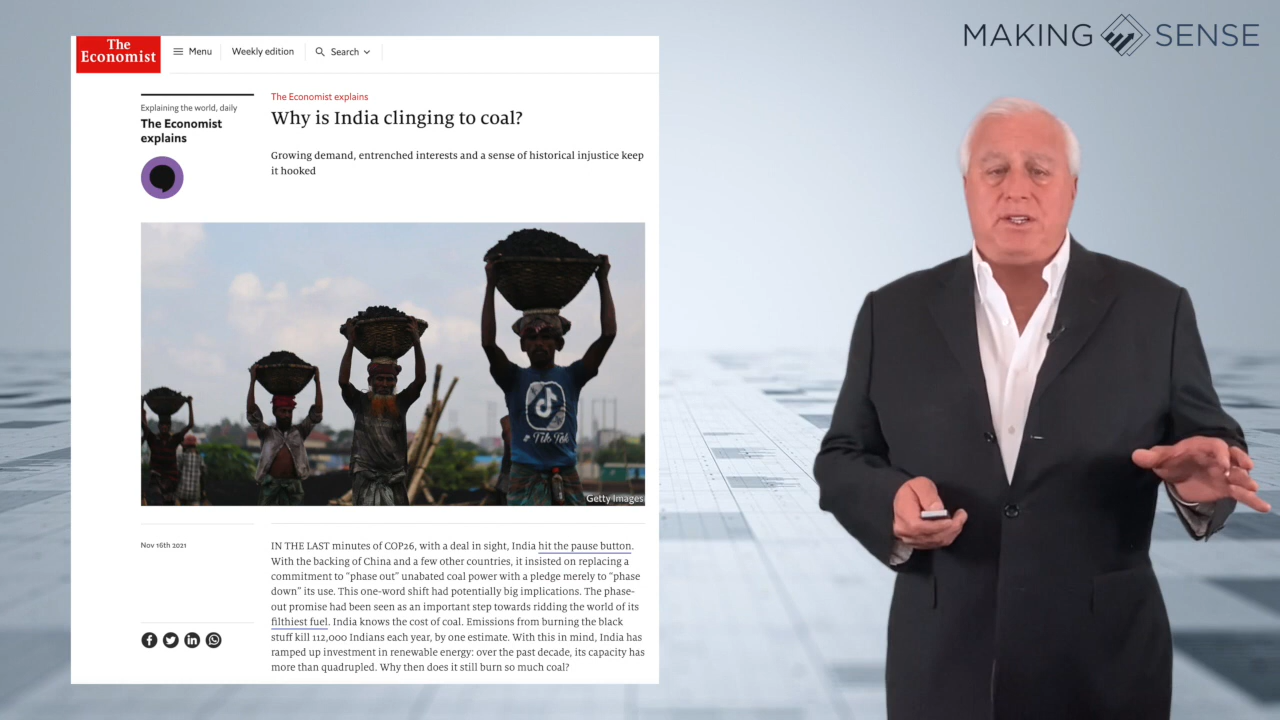 The
Economist
Menu
Weekly edition
Search
MAKING SENSE
Explaining the world, daily
The Economist
explains
The Economist explains
Why is India clinging to coal?
Growing demand, entrenched interests and a sense of historical injustice keep
it hooked
TikTok
Getty Images
Nov 16th 2021
IN THE LAST minutes of COP26, with a deal in sight, India hit the pause button.
With the backing of China and a few other countries, it insisted on replacing a
commitment to “phase out” unabated coal power with a pledge merely to “phase
down” its use. This one-word shift had potentially big implications. The phase-
out promise had been seen as an important step towards ridding the world of its
filthiest fuel. India knows the cost of coal. Emissions from burning the black
stuff kill 112,000 Indians each year, by one estimate. With this in mind, India has
ramped up investment in renewable energy: over the past decade, its capacity has
more than quadrupled. Why then does it still burn so much coal?